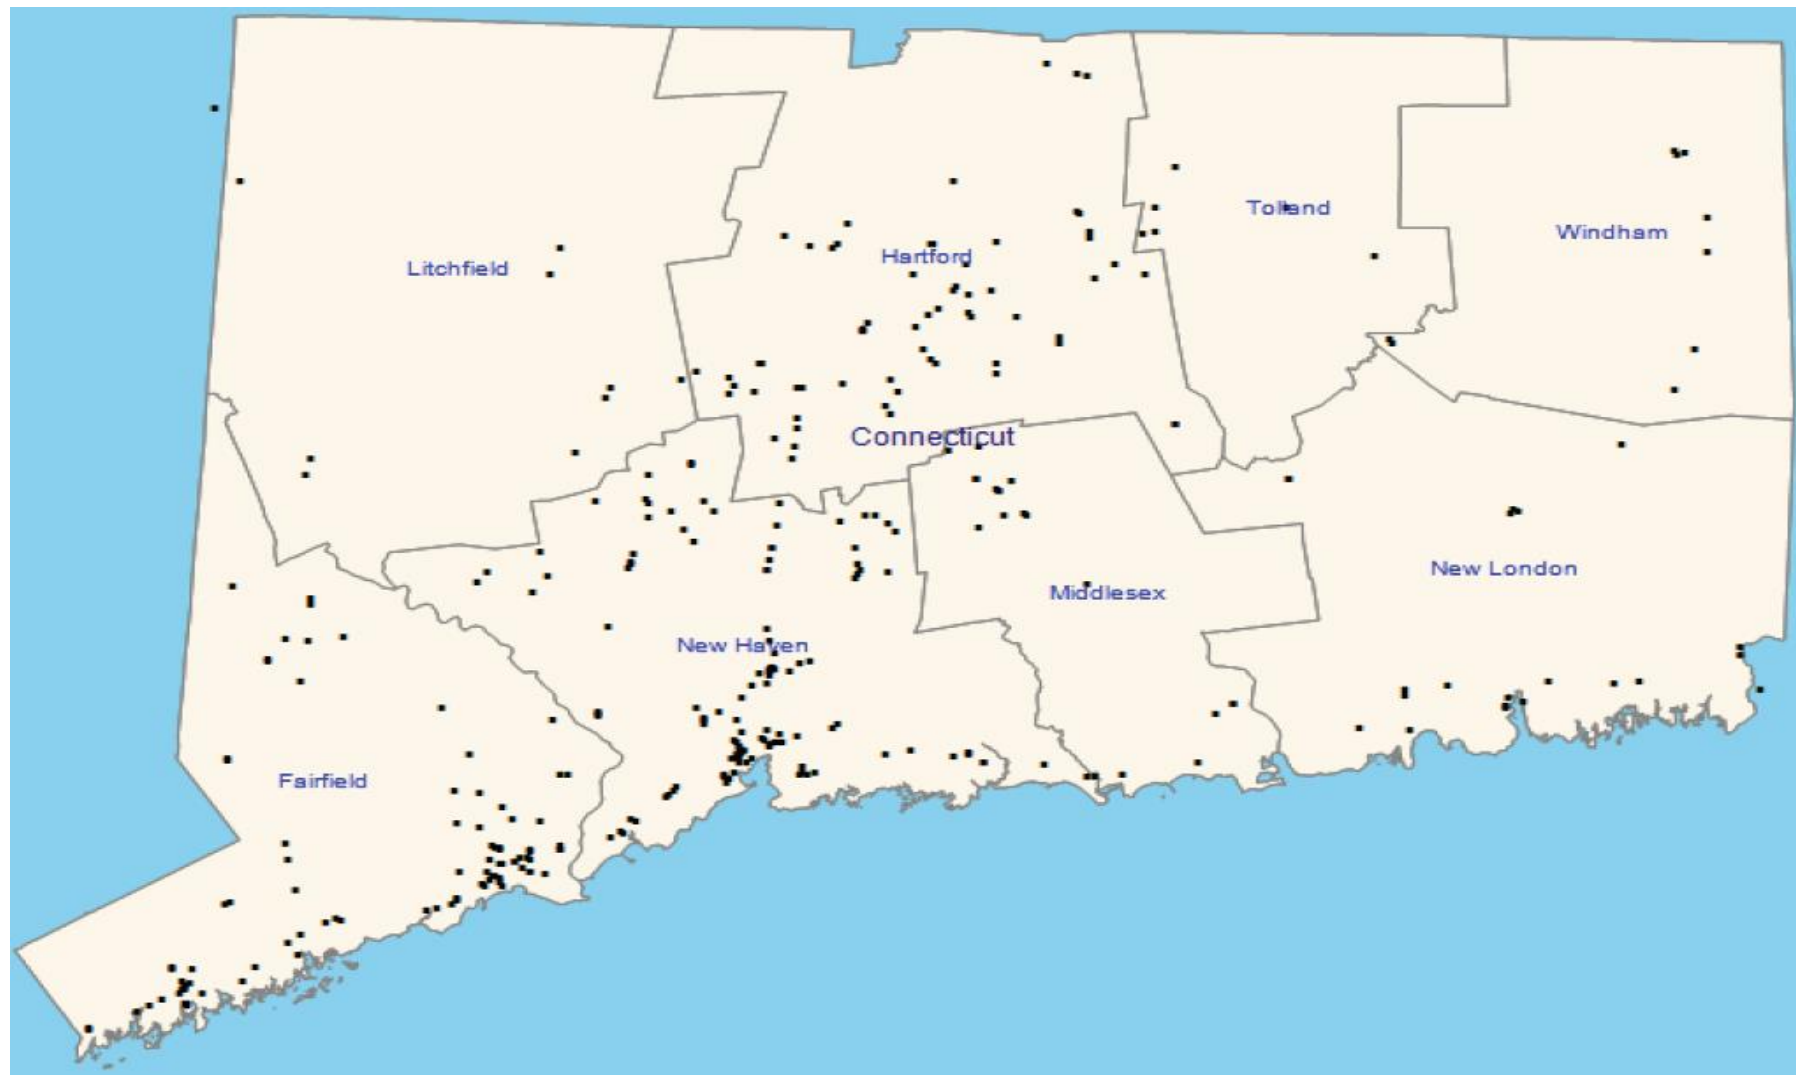 Tolland
Windham
Hartford
Litchfield
Connecticut
New London
Middlesex
New Haven
Fairfield